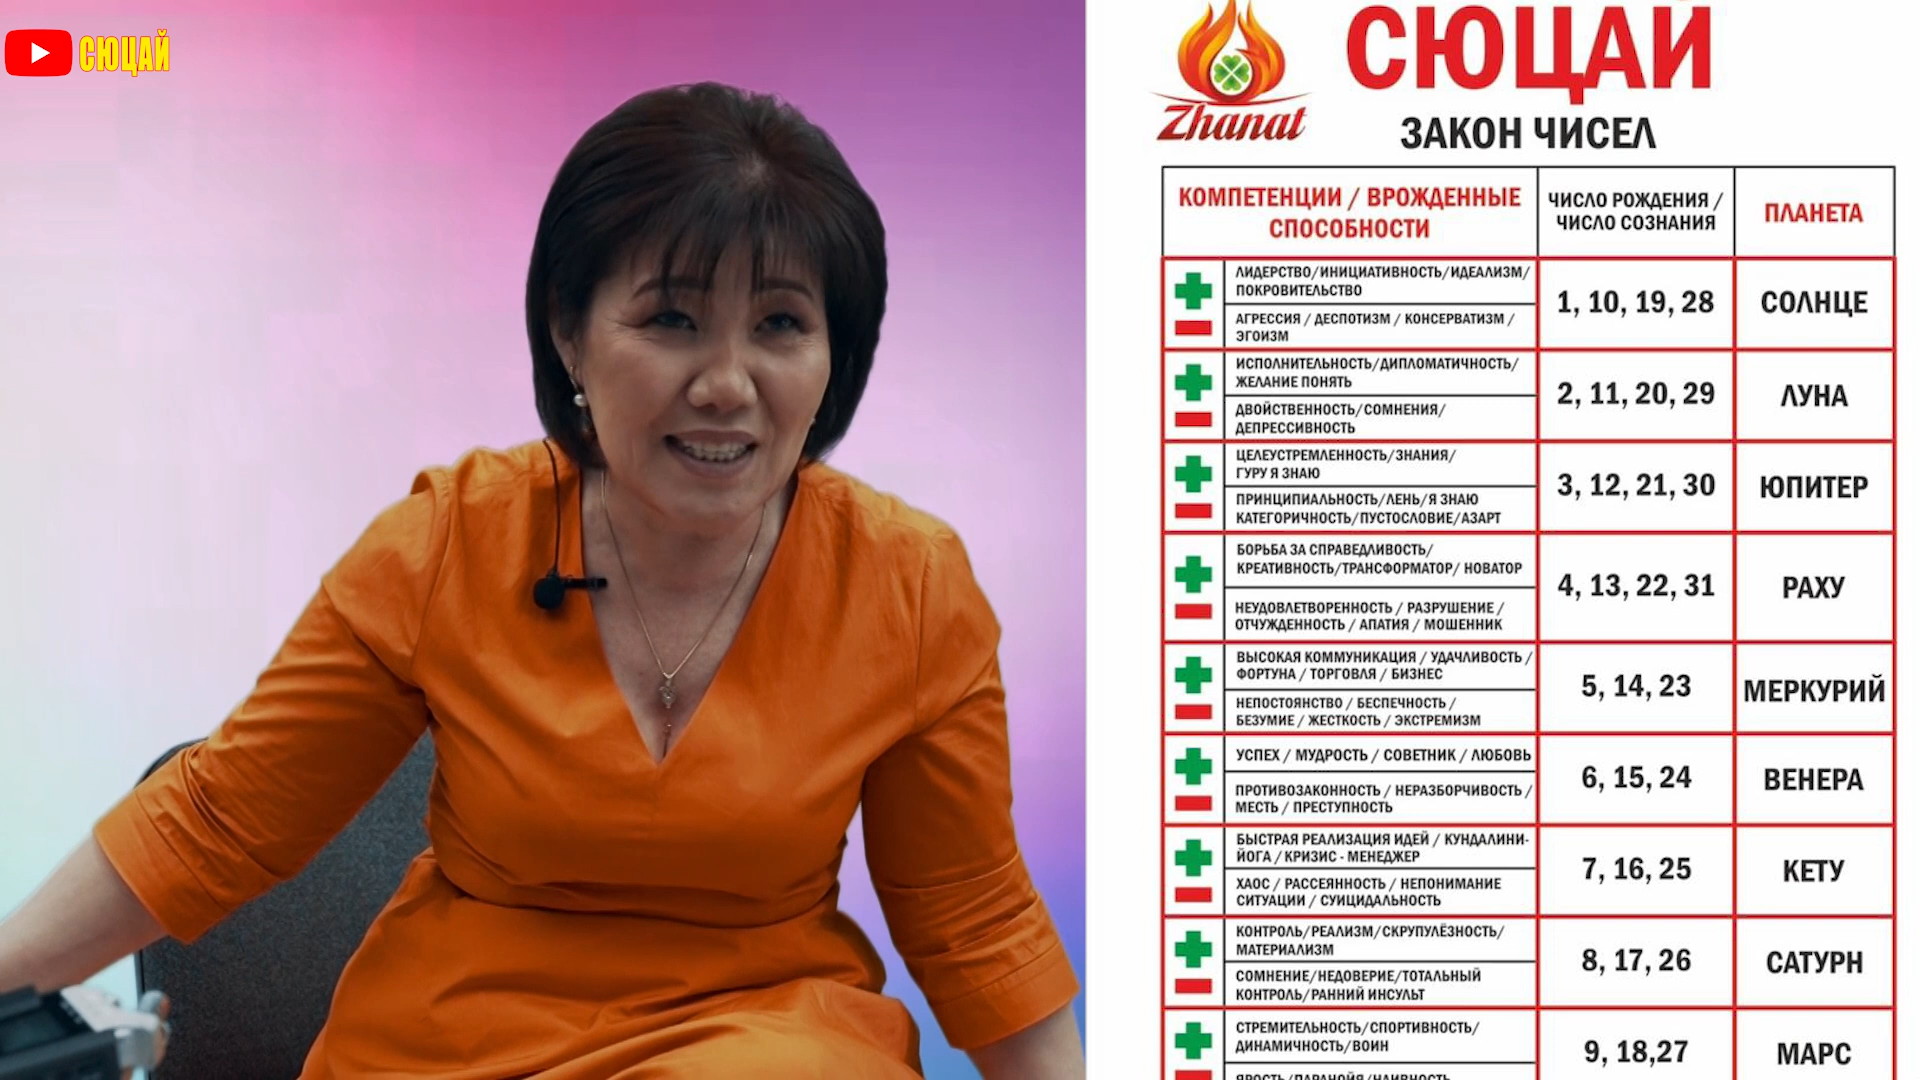 СЮЦАЙ
Zhanat
СЮЦАЙ
ЗАКОН ЧИСЕЛ
КОМПЕТЕНЦИИ / ВРОЖДЕННЫЕ
СПОСОБНОСТИ
ЧИСЛО РОЖДЕНИЯ /
ЧИСЛО СОЗНАНИЯ
ПЛАНЕТА
ЛИДЕРСТВО/ИНИЦИАТИВНОСТЬ/ИДЕАЛИЗМ/
ПОКРОВИТЕЛЬСТВО
АГРЕССИЯ / ДЕСПОТИЗМ / КОНСЕРВАТИЗМ /
ЭГОИЗМ
1, 10, 19, 28
СОЛНЦЕ
ИСПОЛНИТЕЛЬНОСТЬ/ДИПЛОМАТИЧНОСТЬ/
ЖЕЛАНИЕ ПОНЯТЬ
ДВОЙСТВЕННОСТЬ/СОМНЕНИЯ/
ДЕПРЕССИВНОСТЬ
2, 11, 20, 29
ЛУНА
ЦЕЛЕУСТРЕМЛЕННОСТЬ/ЗНАНИЯ/
ГУРУ Я ЗНАЮ
ПРИНЦИПИАЛЬНОСТЬ/ЛЕНЬ/Я ЗНАЮ
КАТЕГОРИЧНОСТЬ/ПУСТОСЛОВИЕ/АЗАРТ
3, 12, 21, 30
ЮПИТЕР
БОРЬБА ЗА СПРАВЕДЛИВОСТЬ/
КРЕАТИВНОСТЬ/ТРАНСФОРМАТОР/ НОВАТОР
НЕУДОВЛЕТВОРЕННОСТЬ / РАЗРУШЕНИЕ /
ОТЧУЖДЕННОСТЬ / АПАТИЯ / МОШЕННИК
4, 13, 22, 31
РАХУ
ВЫСОКАЯ КОММУНИКАЦИЯ / УДАЧЛИВОСТЬ /
ФОРТУНА / ТОРГОВЛЯ / БИЗНЕС
НЕПОСТОЯНСТВО / БЕСПЕЧНОСТЬ /
БЕЗУМИЕ / ЖЕСТКОСТЬ / ЭКСТРЕМИЗМ
5, 14, 23
МЕРКУРИЙ
УСПЕХ / МУДРОСТЬ / СОВЕТНИК / ЛЮБОВЬ
ПРОТИВОЗАКОННОСТЬ / НЕРАЗБОРЧИВОСТЬ /
МЕСТЬ / ПРЕСТУПНОСТЬ
6, 15, 24
ВЕНЕРА
БЫСТРАЯ РЕАЛИЗАЦИЯ ИДЕЙ / КУНДАЛИНИ-
ЙОГА / КРИЗИС - МЕНЕДЖЕР
ХАОС / РАССЕЯННОСТЬ / НЕПОНИМАНИЕ
СИТУАЦИИ / СУИЦИДАЛЬНОСТЬ
7, 16, 25
КЕТУ
КОНТРОЛЬ/РЕАЛИЗМ/СКРУПУЛЁЗНОСТЬ/
МАТЕРИАЛИЗМ
СОМНЕНИЕ/НЕДОВЕРИЕ/ТОТАЛЬНЫЙ
КОНТРОЛЬ/РАННИЙ ИНСУЛЬТ
8, 17, 26
САТУРН
СТРЕМИТЕЛЬНОСТЬ/СПОРТИВНОСТЬ/
ДИНАМИЧНОСТЬ/ВОИН
ЯРОСТЬ/ПАРАНОЙЯ/НАИВНОСТЬ
9, 18,27
МАРС